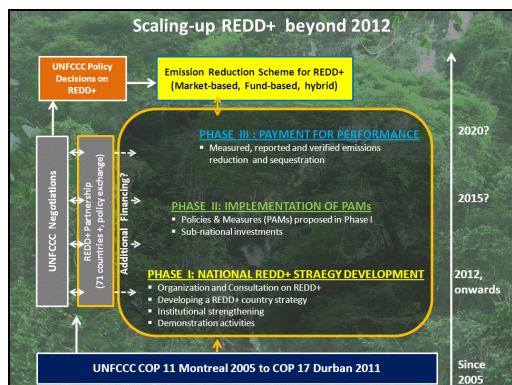 Scaling-up REDD+ beyond 2012
UNFCCC Policy
Decisions on
REDD+
Emission Reduction Scheme for REDD+
(Market-based, Fund-based, hybrid)
UNFCCC Negotiations
REDD+ Partnership
(71 countries +, policy exchange)
Additional Financing?
PHASE III : PAYMENT FOR PERFORMANCE
▪ Measured, reported and verified emissions
reduction and sequestration
PHASE II: IMPLEMENTATION OF PAMs
▪ Policies & Measures (PAMs) proposed in Phase I
▪ Sub-national investments
PHASE I: NATIONAL REDD+ STRAEGY DEVELOPMENT
▪ Organization and Consultation on REDD+
▪ Developing a REDD+ country strategy
▪ Institutional strengthening
▪ Demonstration activities
2020?
2015?
2012,
onwards
Since
2005
UNFCCC COP 11 Montreal 2005 to COP 17 Durban 2011